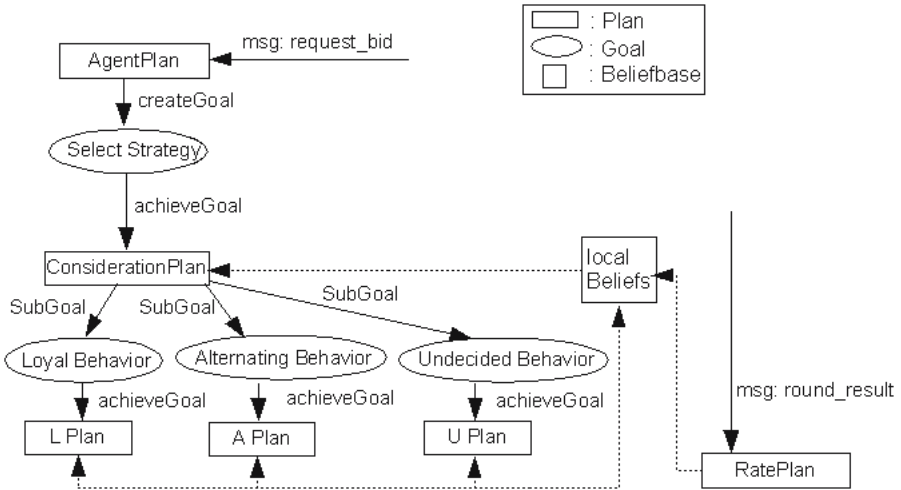 : Plan
: Goal
: Beliefbase
msg: request_bid
AgentPlan
createGoal
Select Strategy
achieveGoal
ConsiderationPlan
local
Beliefs
SubGoal
SubGoal
SubGoal
Loyal Behavior
Alternating Behavior
Undecided Behavior
achieveGoal
achieveGoal
achieveGoal
msg: round_result
L Plan
A Plan
U Plan
RatePlan